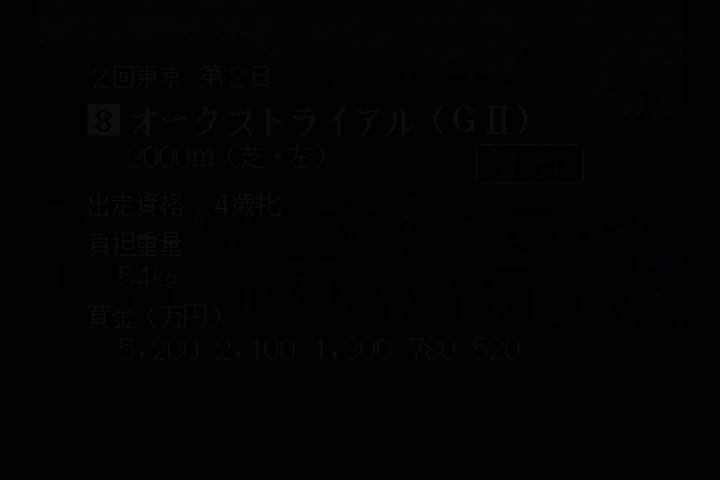 2回東京 第2日
8 オークストライアル(GⅡ)
2000m(芝・左)
出走資格 4歳牝
負担重量
54kg
賞金(万円)
5,200 2,100 1,300 780 520